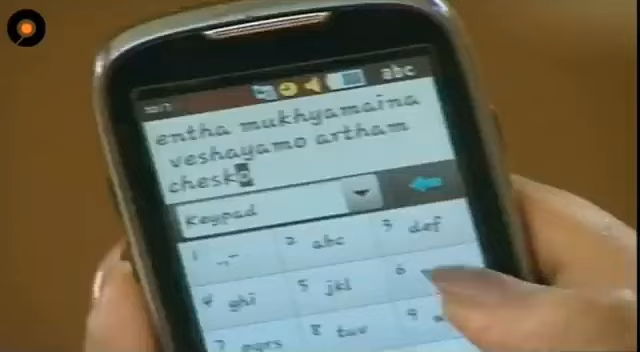 abc
entha mukhyamaina
veshayamo artham
chesko
Keypad
1 .,-
2 abc
3 def
4 ghi
5 jkl
6
7 pqrs
8 tuv
9